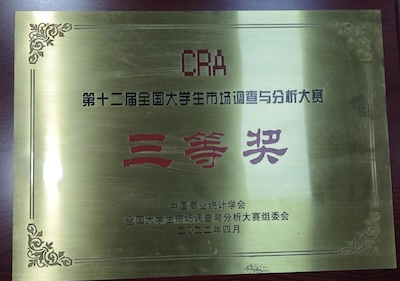 CRA
第十二届全国大学生市场调查与分析大赛
三等奖
中国商业统计学会
全国大学生市场调查与分析大赛组委会
二〇二二年四月